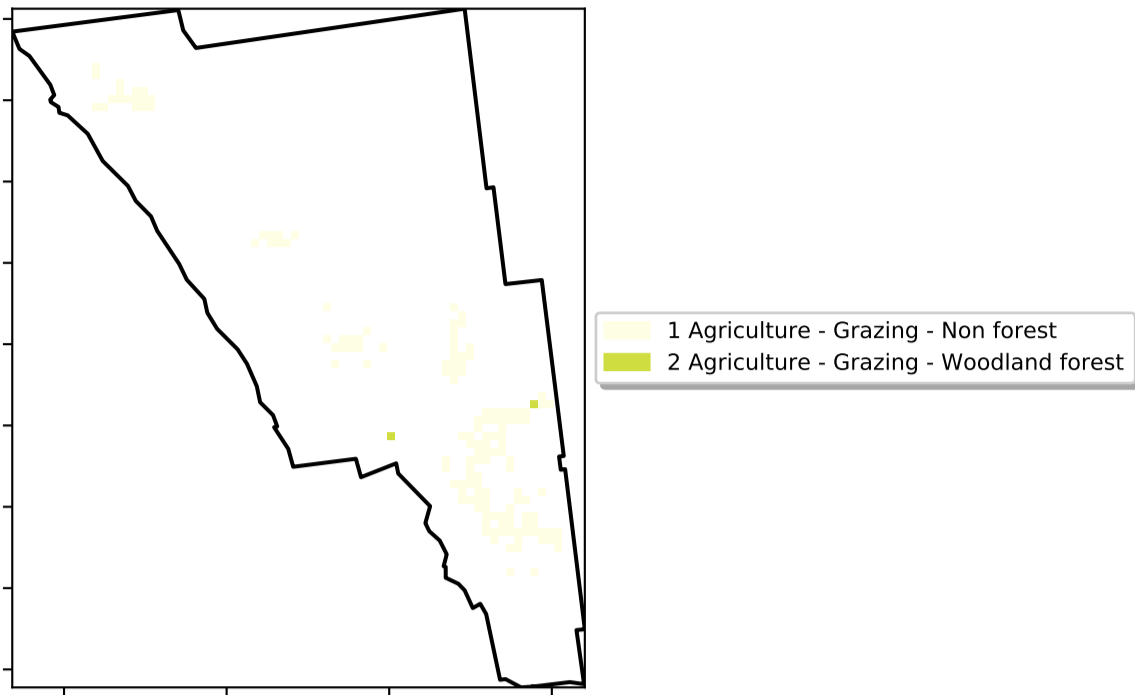 1 Agriculture - Grazing - Non forest
2 Agriculture - Grazing - Woodland forest